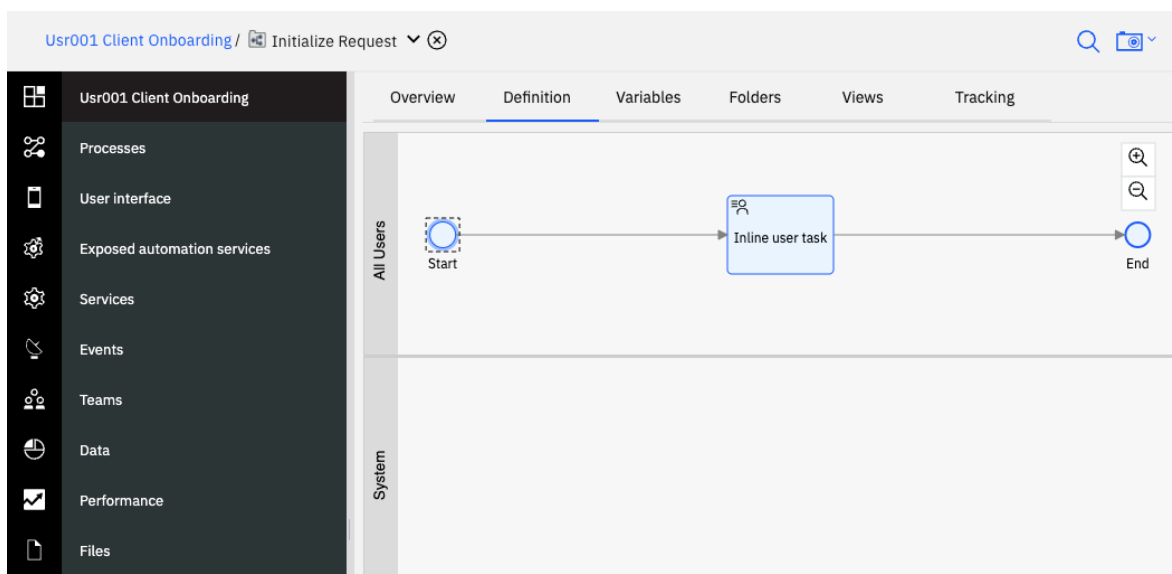 Usr001 Client Onboarding / Initialize Request
Usr001 Client Onboarding
Processes
User interface
Exposed automation services
Services
Events
Teams
Data
Performance
Files
Overview Definition Variables Folders Views Tracking
All Users
Start
Inline user task
End
System